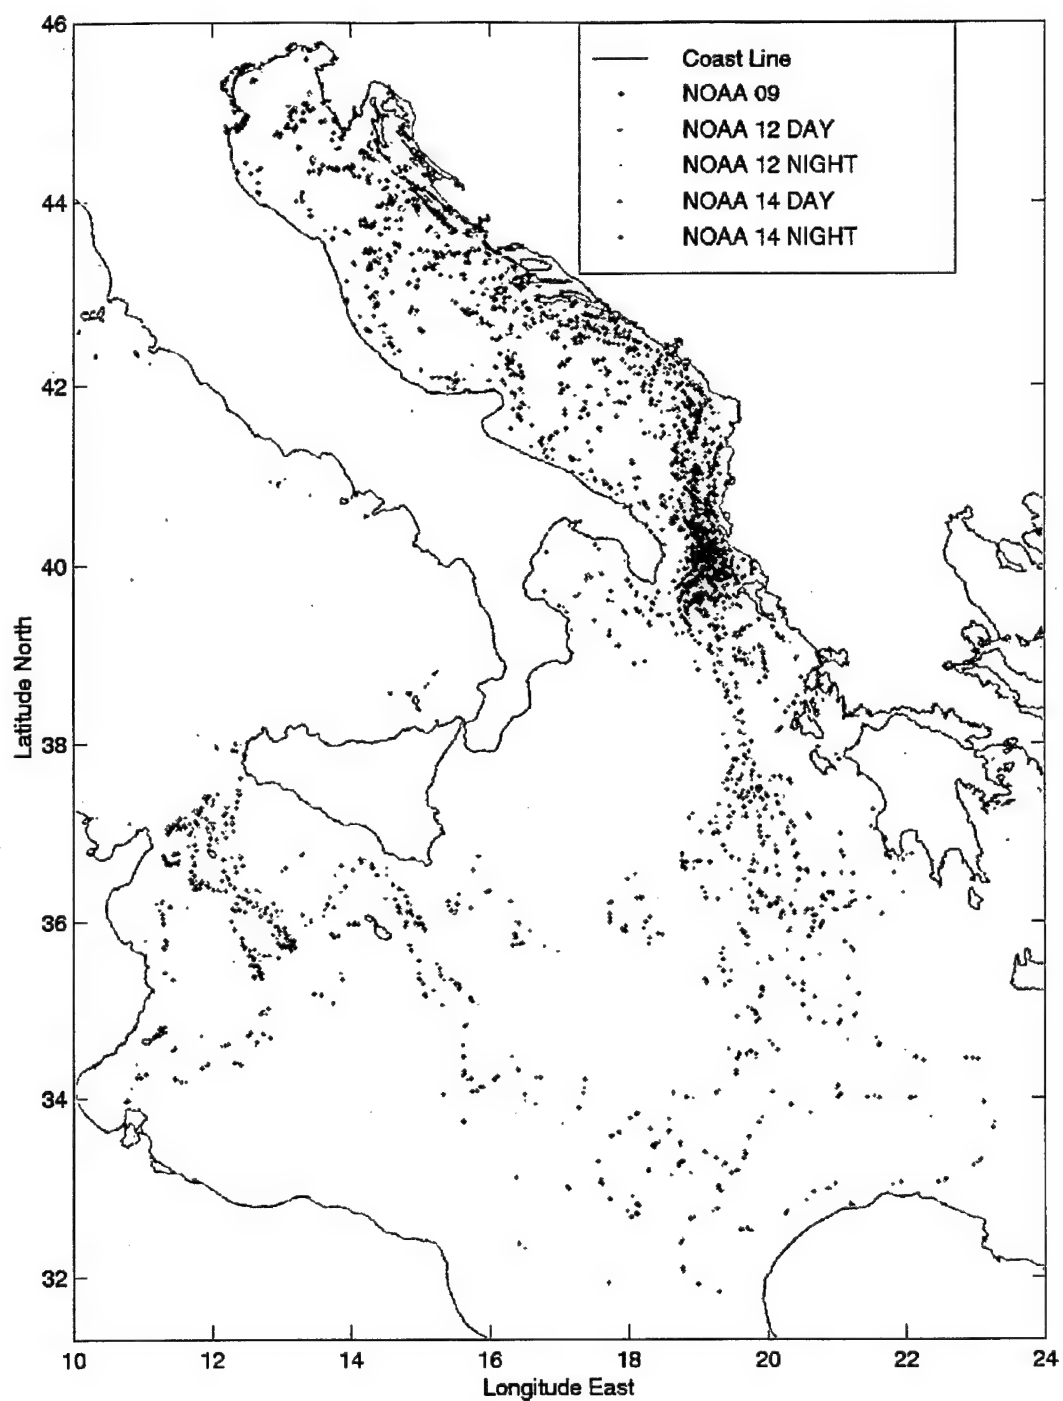 46
44
42
40
38
36
34
32
Latitude North
Coast Line
NOAA 09
NOAA 12 DAY
NOAA 12 NIGHT
NOAA 14 DAY
NOAA 14 NIGHT
10 12 14 16 18 20 22 24
Longitude East